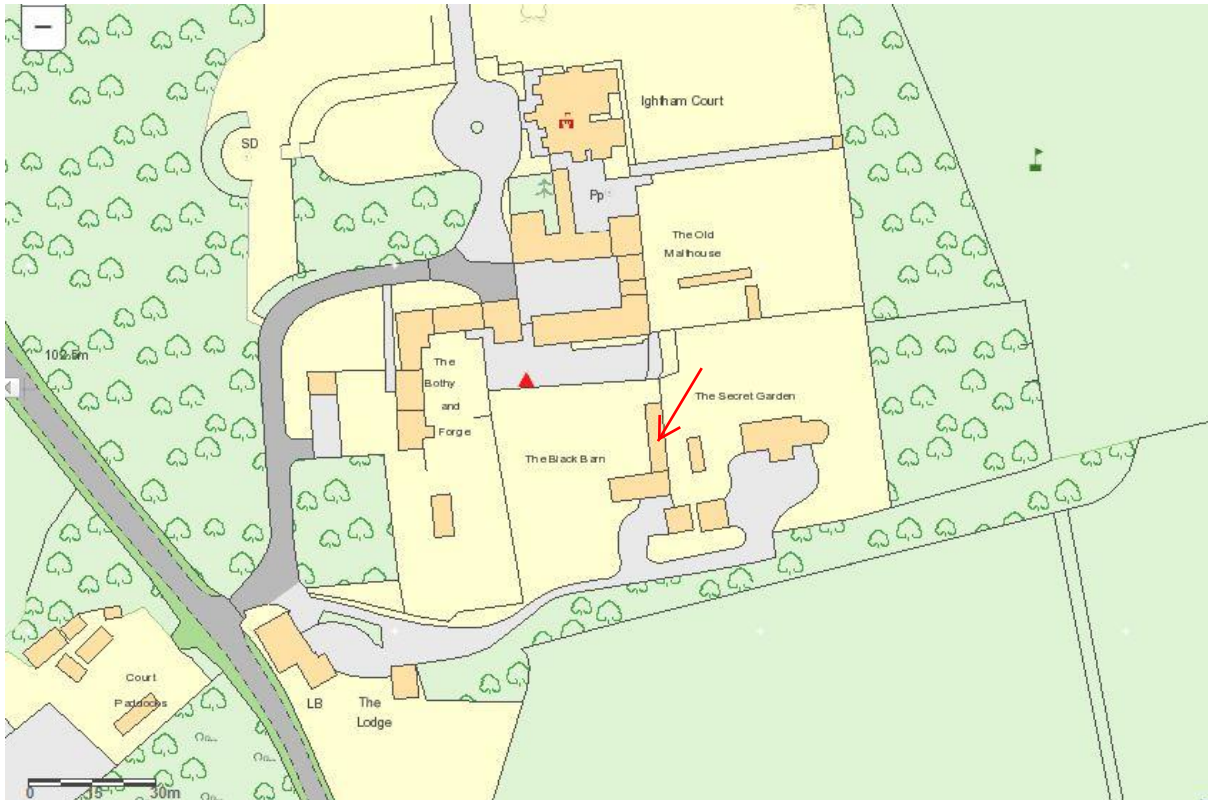 Ightham Court
SD
Pp
The Old
Malthouse
102.5m
The
Bothy
and
Forge
The Secret Garden
The Black Barn
Court
Paddocks
LB
The
Lodge
0 15 30m